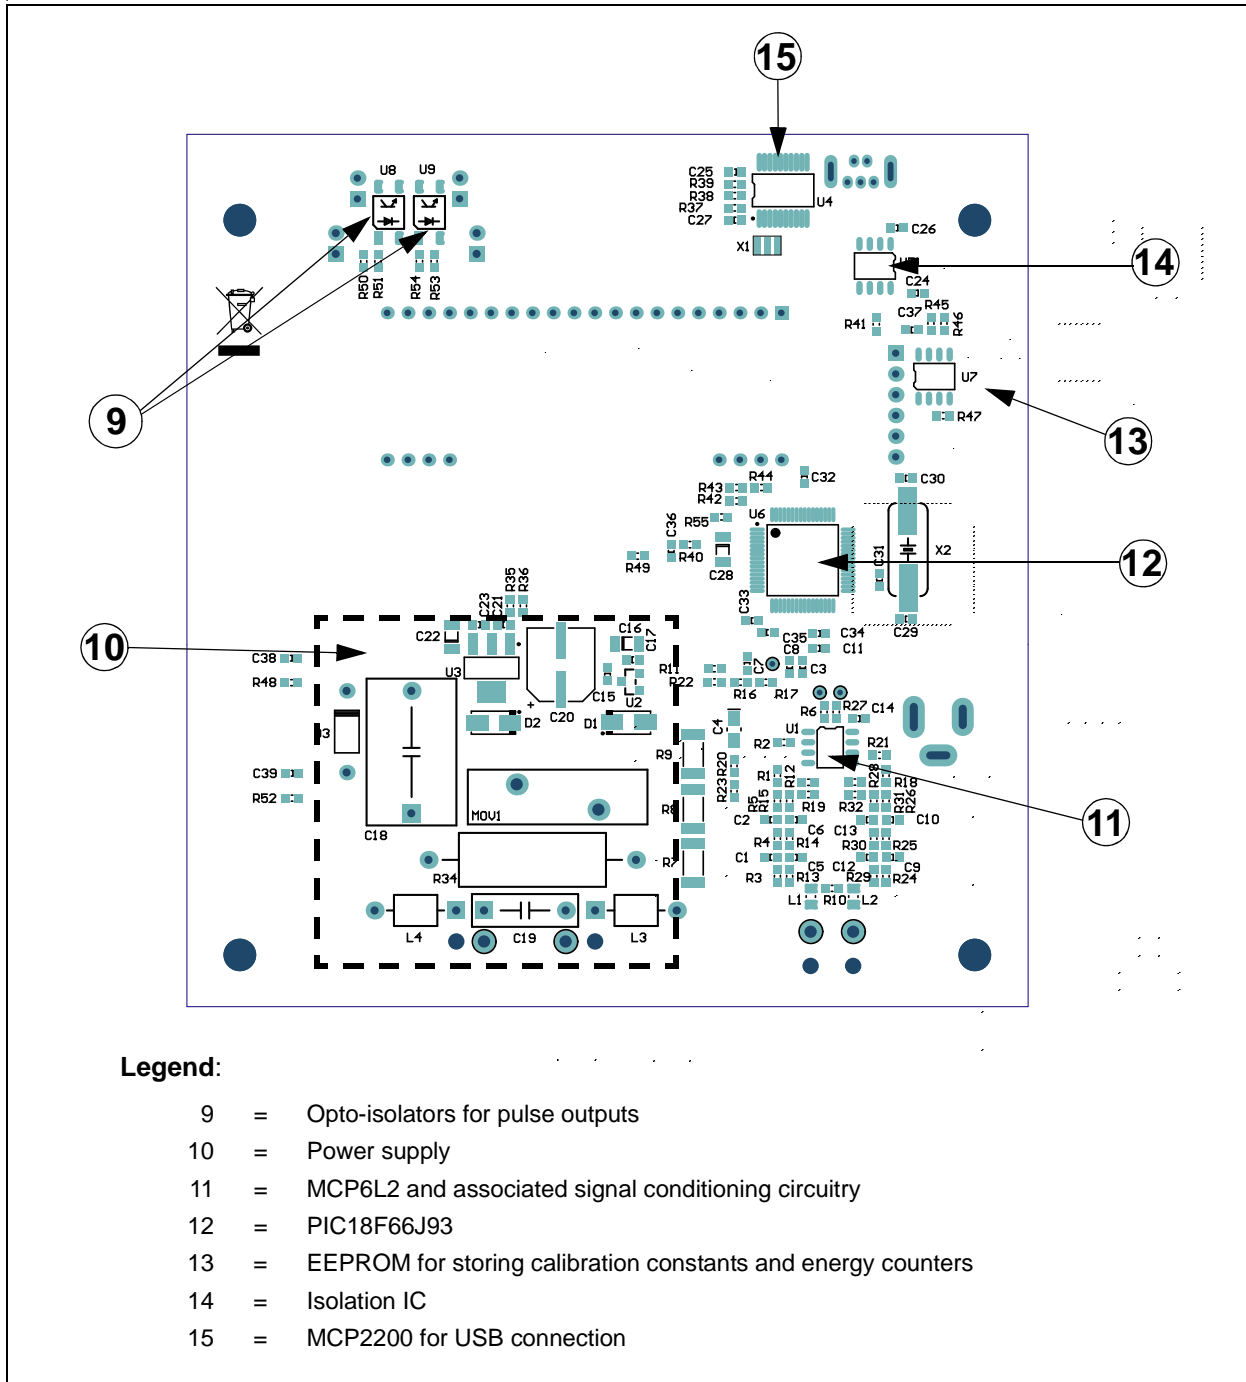 15
U8 U9
C25
R39
R38
R37
C27
U4
X1
C26
14
R50
R51
R54
R53
C24
R45
C37
R46
R41
U7
R47
9
13
R44
C32
R43
R42
C30
U6
R55
C36
R40
R49
C28
C31
X2
12
R35
R36
C33
C23
C21
C22
C16
C17
C35
C34
C29
C8
C11
10
C38
R48
U3
C15
U2
R11
R22
C7
C3
R16
R17
+
D2
C20
D1
C4
R6
R27
C14
U1
R2
R21
R9
R20
R23
R1
R12
R28
R18
C39
R52
R5
R15
R19
R32
R31
R26
MOV1
R8
C2
C6
C13
C10
11
C18
R4
R14
R30
R25
R34
R7
C1
C5
C12
C9
R3
R13
R29
R24
L1
R10
L2
L4
C19
L3
Legend:
9 = Opto-isolators for pulse outputs
10 = Power supply
11 = MCP6L2 and associated signal conditioning circuitry
12 = PIC18F66J93
13 = EEPROM for storing calibration constants and energy counters
14 = Isolation IC
15 = MCP2200 for USB connection